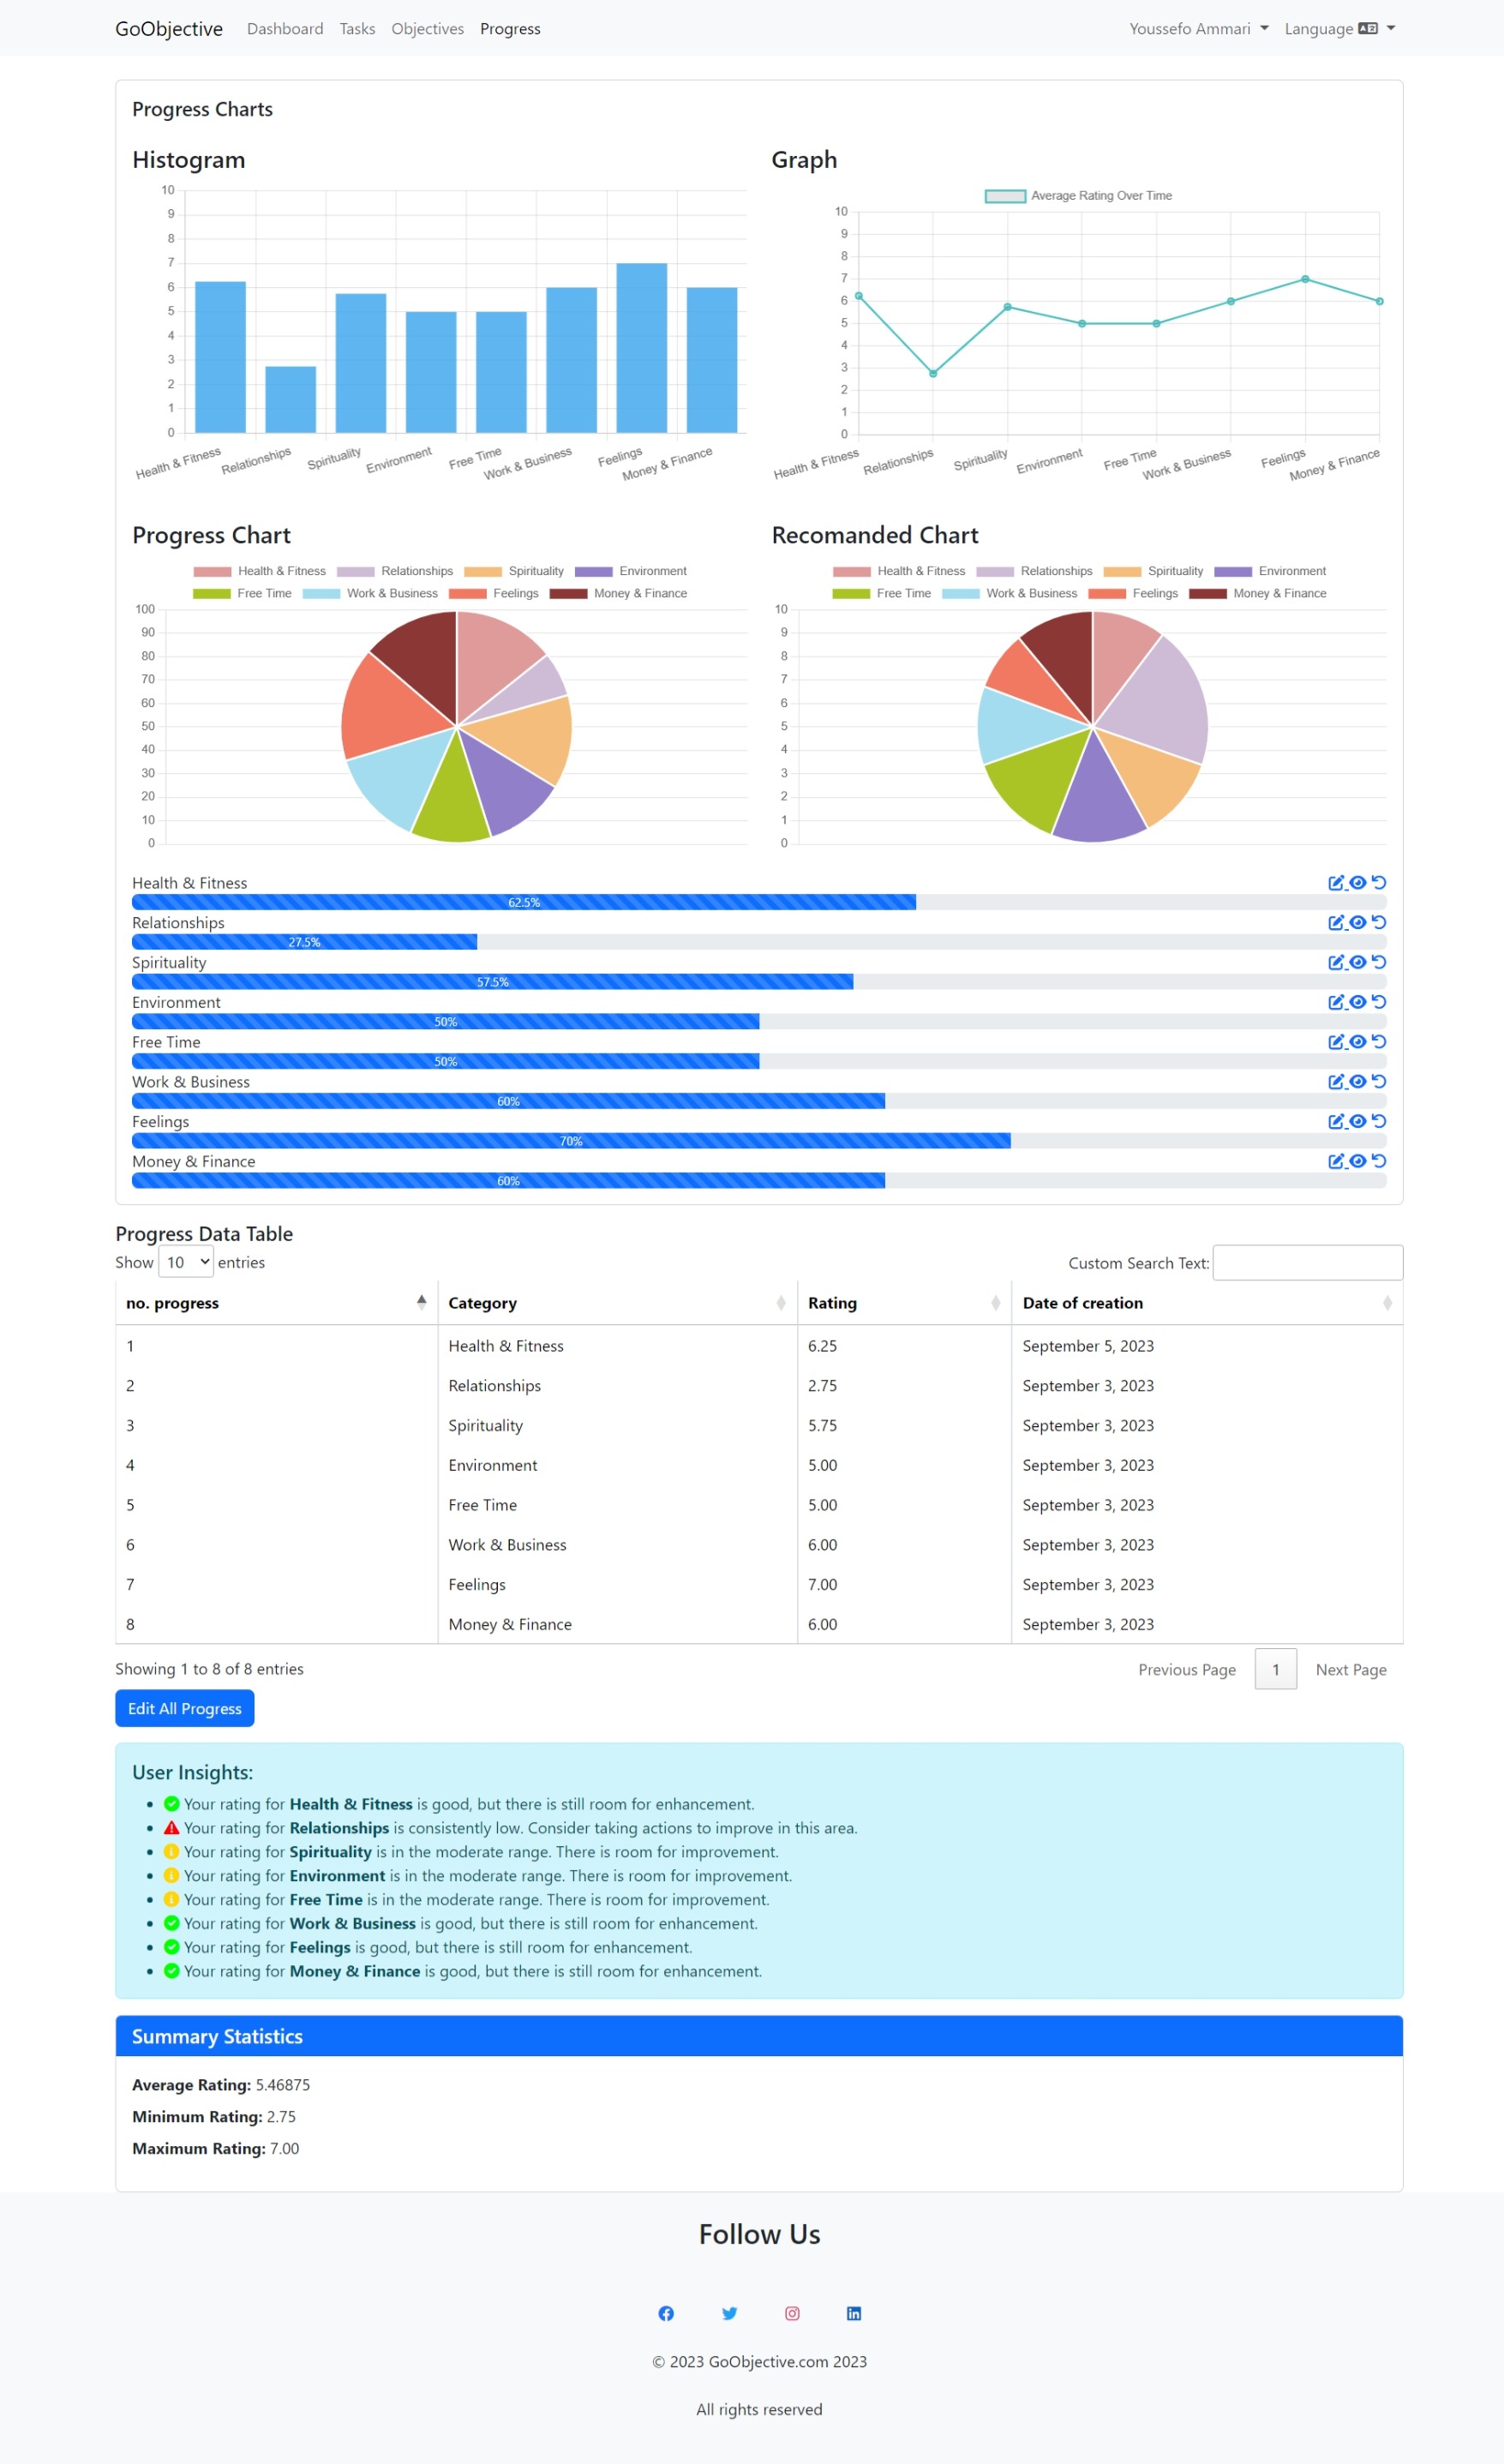 GoObjective Dashboard Tasks Objectives Progress Youssefo Ammari Language
Progress Charts
Histogram
10
9
8
7
6
5
4
3
2
1
0
Health & Fitness Relationships Spirituality Environment Free Time Work & Business Feelings Money & Finance
Graph
Average Rating Over Time
10
9
8
7
6
5
4
3
2
1
0
Health & Fitness Relationships Spirituality Environment Free Time Work & Business Feelings Money & Finance
Progress Chart
Health & Fitness Relationships Spirituality Environment
Free Time Work & Business Feelings Money & Finance
100
90
80
70
60
50
40
30
20
10
0
Recomanded Chart
Health & Fitness Relationships Spirituality Environment
Free Time Work & Business Feelings Money & Finance
10
9
8
7
6
5
4
3
2
1
0
Health & Fitness
62.5%
Relationships
27.5%
Spirituality
57.5%
Environment
50%
Free Time
50%
Work & Business
60%
Feelings
70%
Money & Finance
60%
Progress Data Table
Show 10 entries Custom Search Text:
no. progress Category Rating Date of creation
1 Health & Fitness 6.25 September 5, 2023
2 Relationships 2.75 September 3, 2023
3 Spirituality 5.75 September 3, 2023
4 Environment 5.00 September 3, 2023
5 Free Time 5.00 September 3, 2023
6 Work & Business 6.00 September 3, 2023
7 Feelings 7.00 September 3, 2023
8 Money & Finance 6.00 September 3, 2023
Showing 1 to 8 of 8 entries Previous Page 1 Next Page
Edit All Progress
User Insights:
Your rating for Health & Fitness is good, but there is still room for enhancement.
Your rating for Relationships is consistently low. Consider taking actions to improve in this area.
Your rating for Spirituality is in the moderate range. There is room for improvement.
Your rating for Environment is in the moderate range. There is room for improvement.
Your rating for Free Time is in the moderate range. There is room for improvement.
Your rating for Work & Business is good, but there is still room for enhancement.
Your rating for Feelings is good, but there is still room for enhancement.
Your rating for Money & Finance is good, but there is still room for enhancement.
Summary Statistics
Average Rating: 5.46875
Minimum Rating: 2.75
Maximum Rating: 7.00
Follow Us
© 2023 GoObjective.com 2023
All rights reserved